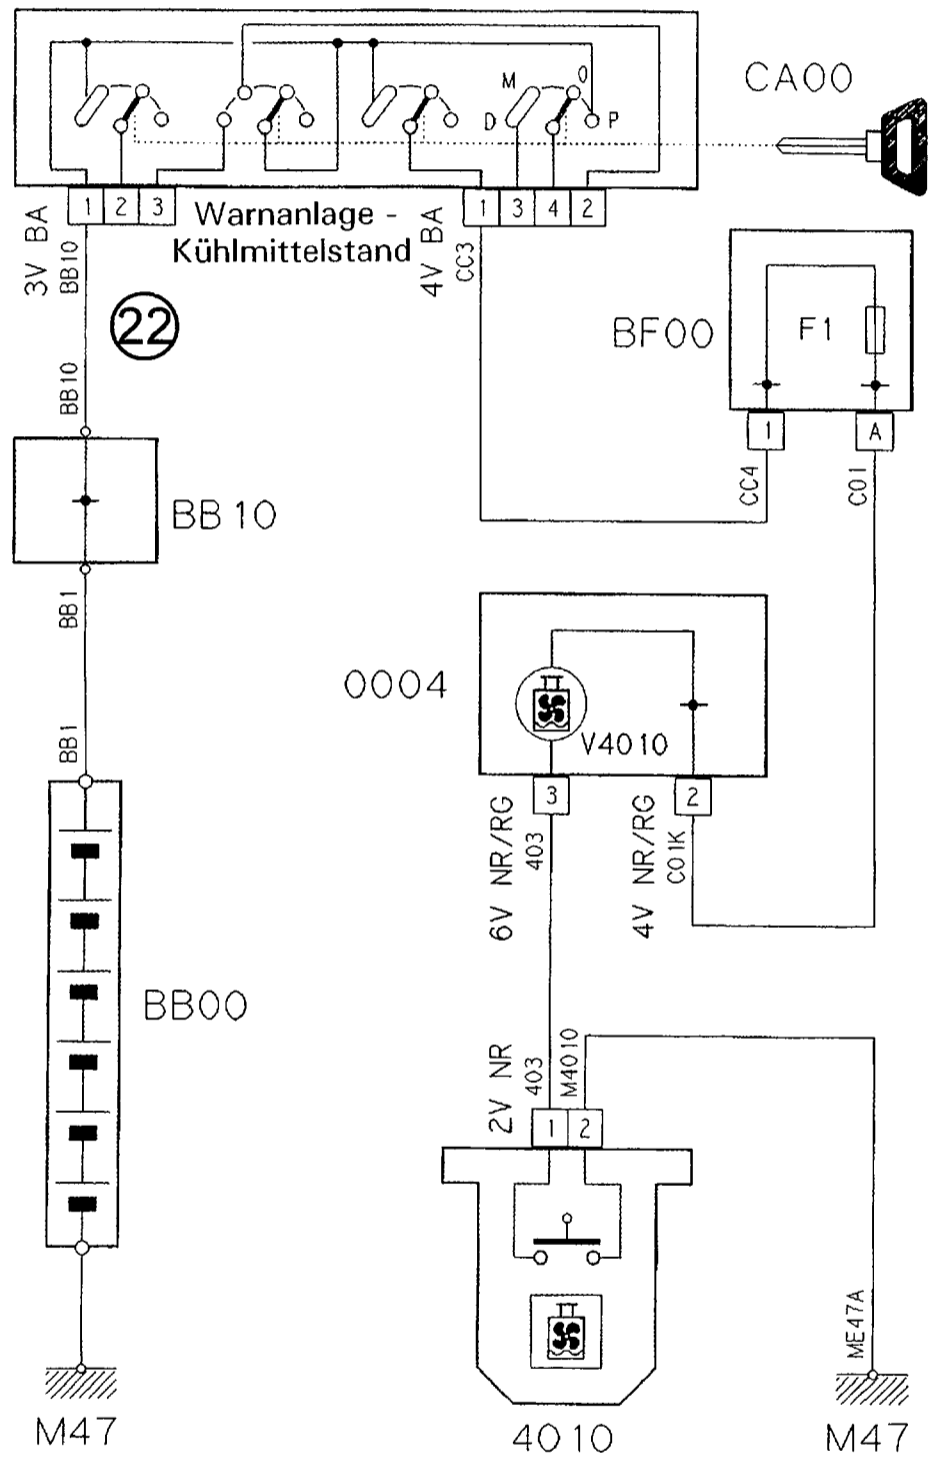 CA00
M
O
D
P
1 2 3
Warnanlage -
Kühlmittelstand
1 3 4 2
3V BA
BB10
4V BA
CC3
22
BF00
F1
1
A
BB10
CC4
C01
BB 10
BB1
0004
V4010
BB1
3
2
6V NR/RG
403
4V NR/RG
C01K
BB00
2V NR
403
M4010
1 2
ME47A
M47
4010
M47